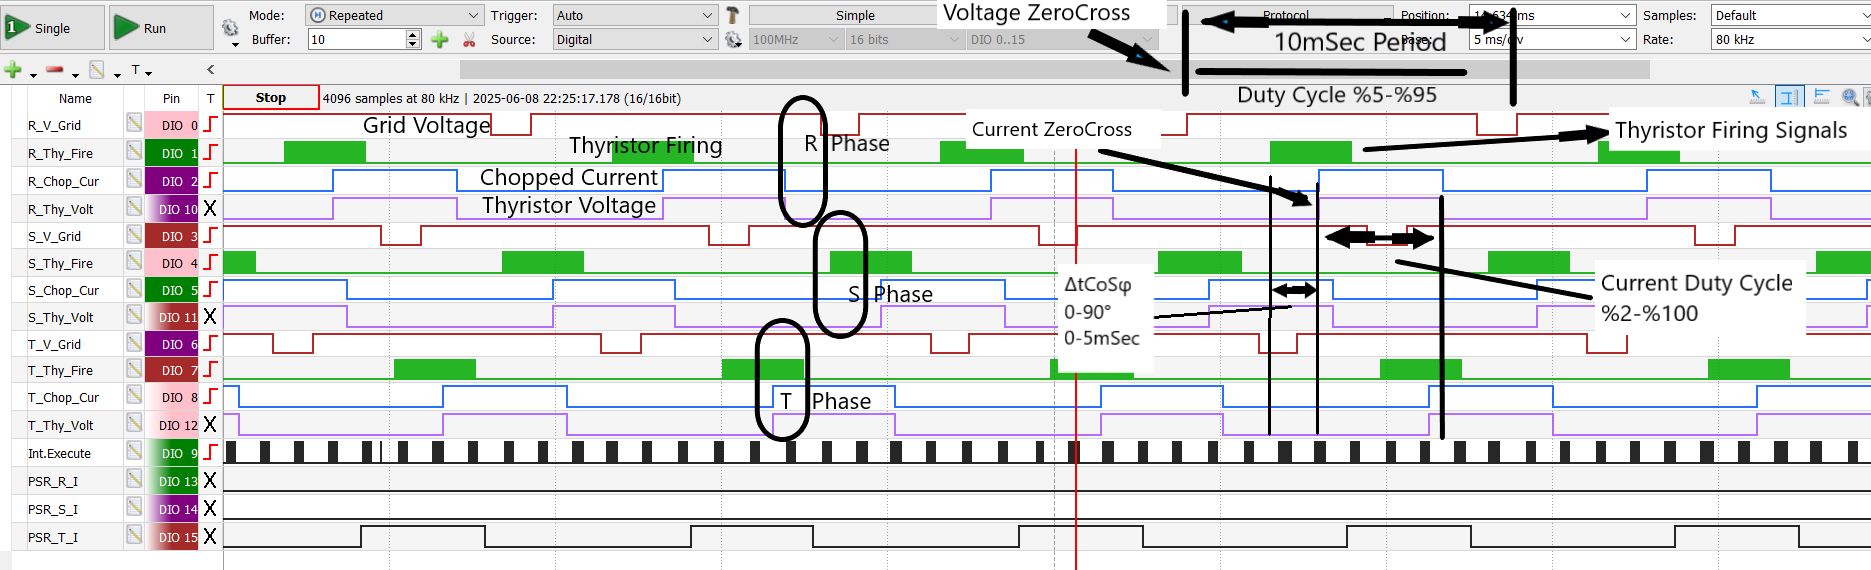 Single
Run
Mode: Repeated
Buffer: 10
Trigger: Auto
Source: Digital
Simple
100MHz 16 bits DIO 0..15
Protocol
Position: ms
5 ms/div
Samples: Default
Rate: 80 kHz
Voltage ZeroCross
10mSec Period
Duty Cycle %5-%95
T
Name Pin T
Stop 4096 samples at 80 kHz | 2025-06-08 22:25:17.178 (16/16bit)
R_V_Grid DIO 0
R_Thy_Fire DIO 1
R_Chop_Cur DIO 2
R_Thy_Volt DIO 10 X
S_V_Grid DIO 3
S_Thy_Fire DIO 4
S_Chop_Cur DIO 5
S_Thy_Volt DIO 11 X
T_V_Grid DIO 6
T_Thy_Fire DIO 7
T_Chop_Cur DIO 8
T_Thy_Volt DIO 12 X
Int.Execute DIO 9
PSR_R_I DIO 13 X
PSR_S_I DIO 14 X
PSR_T_I DIO 15 X
Grid Voltage
Thyristor Firing
R Phase
Chopped Current
Thyristor Voltage
Current ZeroCross
Thyristor Firing Signals
S Phase
ΔtCoSφ
0-90°
0-5mSec
Current Duty Cycle
%2-%100
T Phase